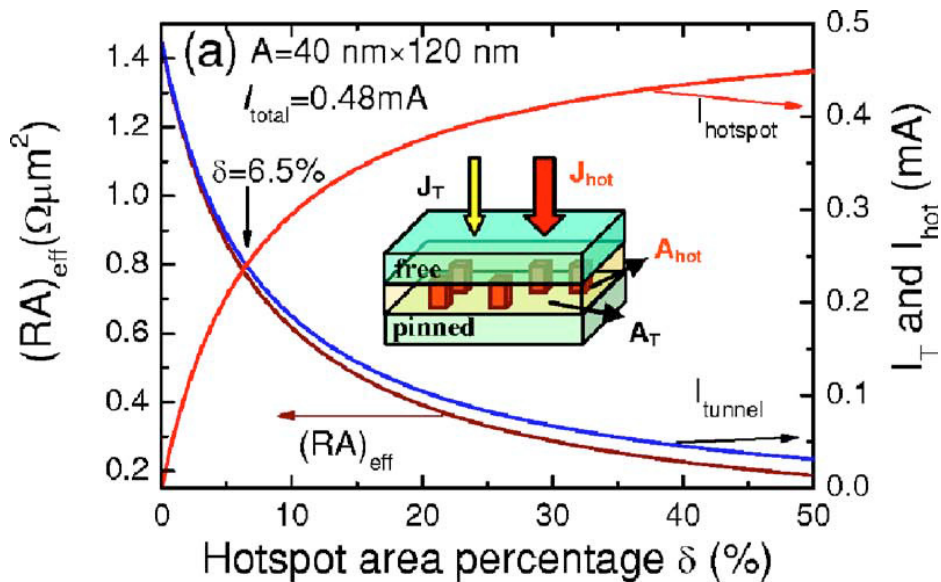 (a) A=40 nm×120 nm
I_total=0.48mA
δ=6.5%
(RA)_eff(Ωμm²)
1.4
1.2
1.0
0.8
0.6
0.4
0.2
0.5
0.4
0.3
0.2
0.1
0.0
I_T and I_hot (mA)
I_hotspot
J_T
J_hot
free
A_hot
pinned
A_T
I_tunnel
(RA)_eff
0 10 20 30 40 50
Hotspot area percentage δ (%)